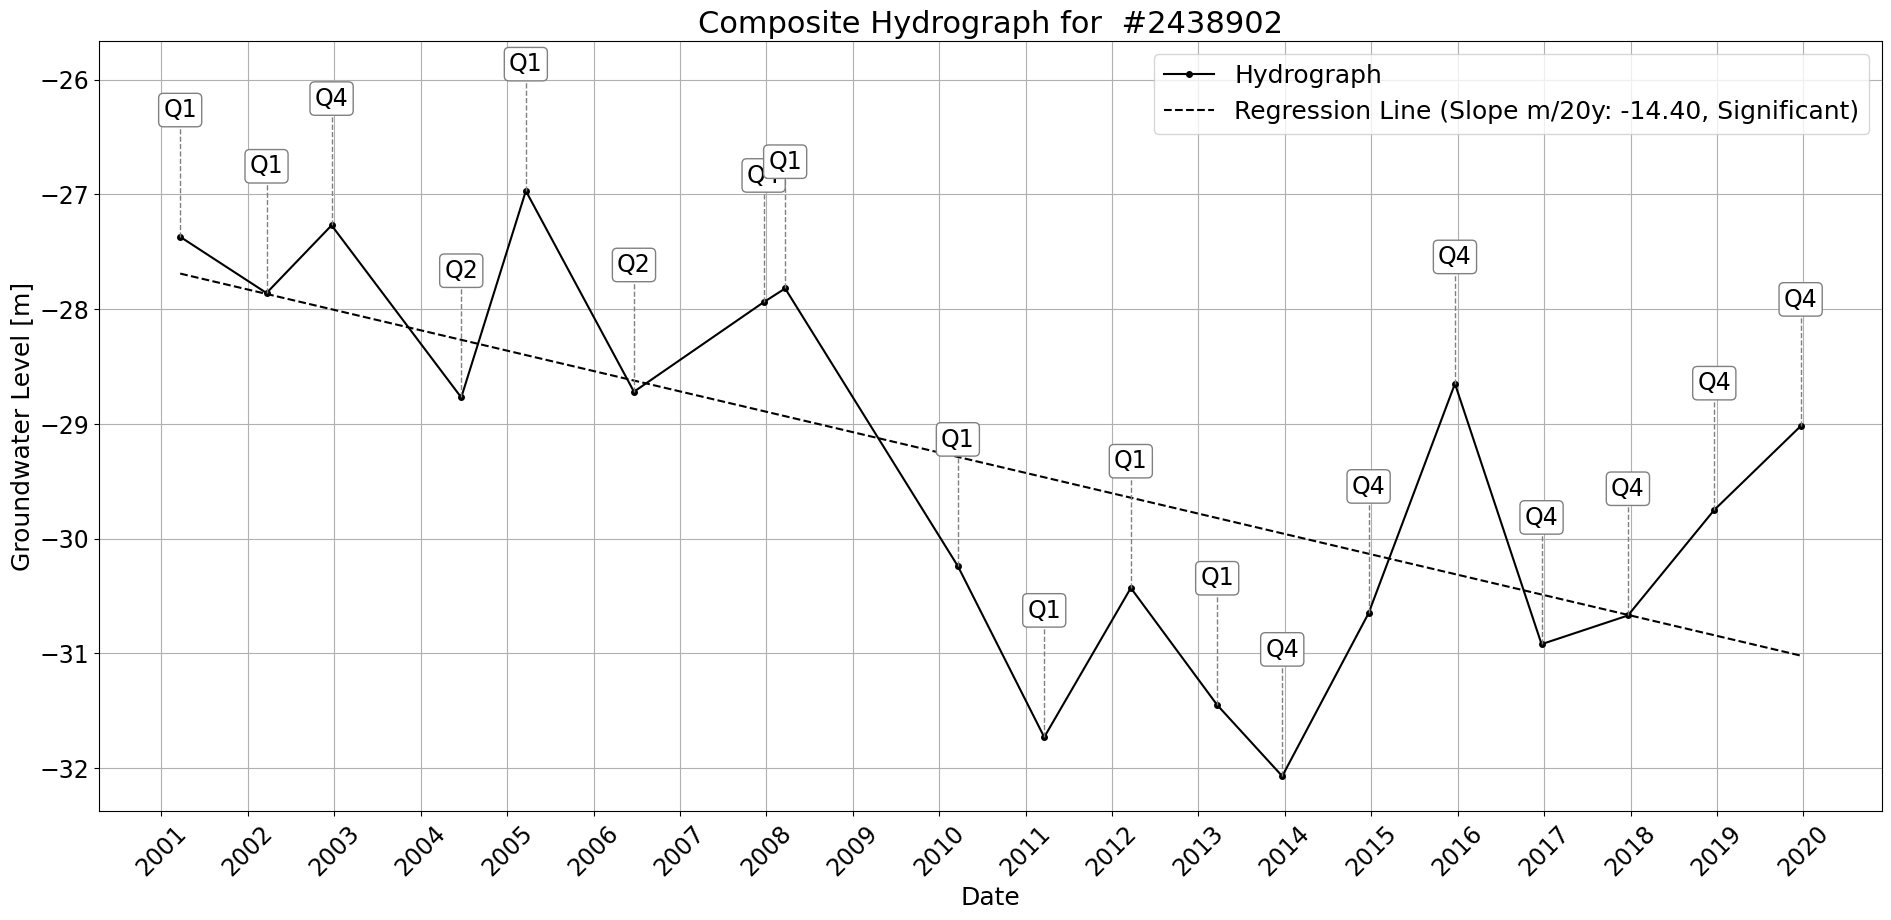 Composite Hydrograph for  #2438902
Hydrograph
Regression Line (Slope m/20y: -14.40, Significant)
Groundwater Level [m]
−26
−27
−28
−29
−30
−31
−32
Q1
Q1
Q4
Q2
Q1
Q2
Q1
Q1
Q1
Q1
Q1
Q4
Q4
Q4
Q4
Q4
Q4
Q4
2001
2002
2003
2004
2005
2006
2007
2008
2009
2010
2011
2012
2013
2014
2015
2016
2017
2018
2019
2020
Date